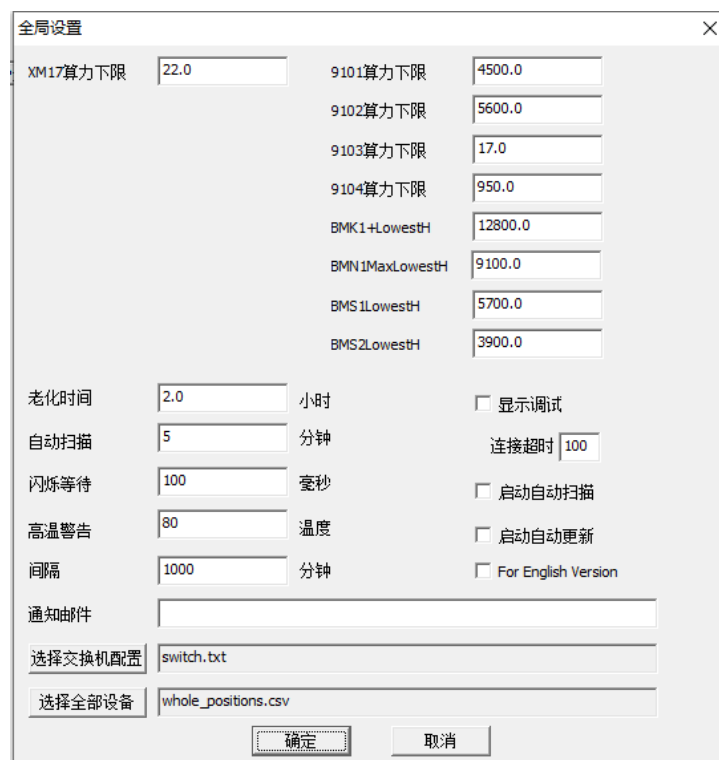 全局设置
XM17算力下限 22.0 9101算力下限 4500.0
9102算力下限 5600.0
9103算力下限 17.0
9104算力下限 950.0
BMK1+LowestH 12800.0
BMN1MaxLowestH 9100.0
BMS1LowestH 5700.0
BMS2LowestH 3900.0
老化时间 2.0 小时 显示调试
自动扫描 5 分钟 连接超时 100
闪烁等待 100 毫秒 启动自动扫描
高温警告 80 温度 启动自动更新
间隔 1000 分钟 For English Version
通知邮件
选择交换机配置 switch.txt
选择全部设备 whole_positions.csv
确定 取消